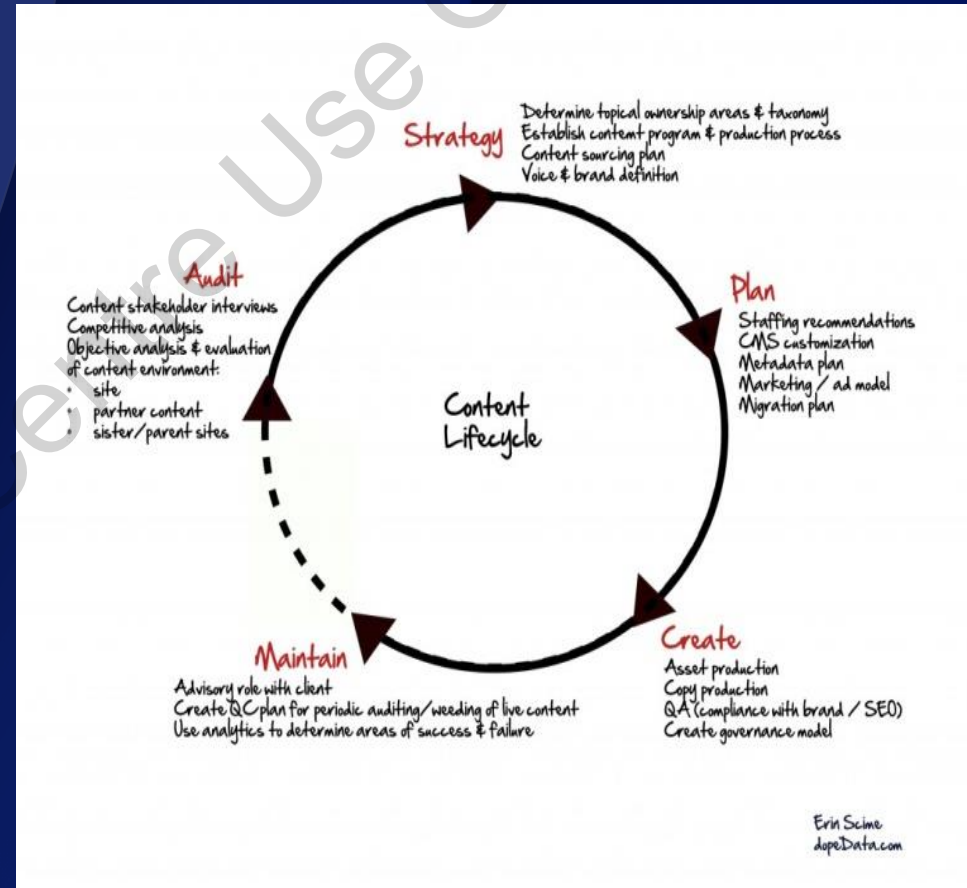 Strategy
Determine topical ownership areas & taxonomy
Establish content program & production process
Content sourcing plan
Voice & brand definition
Plan
Staffing recommendations
CMS customization
Metadata plan
Marketing / ad model
Migration plan
Create
Asset production
Copy production
QA (compliance with brand / SEO)
Create governance model
Maintain
Advisory role with client
Create QC plan for periodic auditing/weeding of live content
Use analytics to determine areas of success & failure
Audit
Content stakeholder interviews
Competitive analysis
Objective analysis & evaluation
of content environment:
• site
• partner content
• sister/parent sites
Content
Lifecycle
Erin Scime
dopeData.com
Use